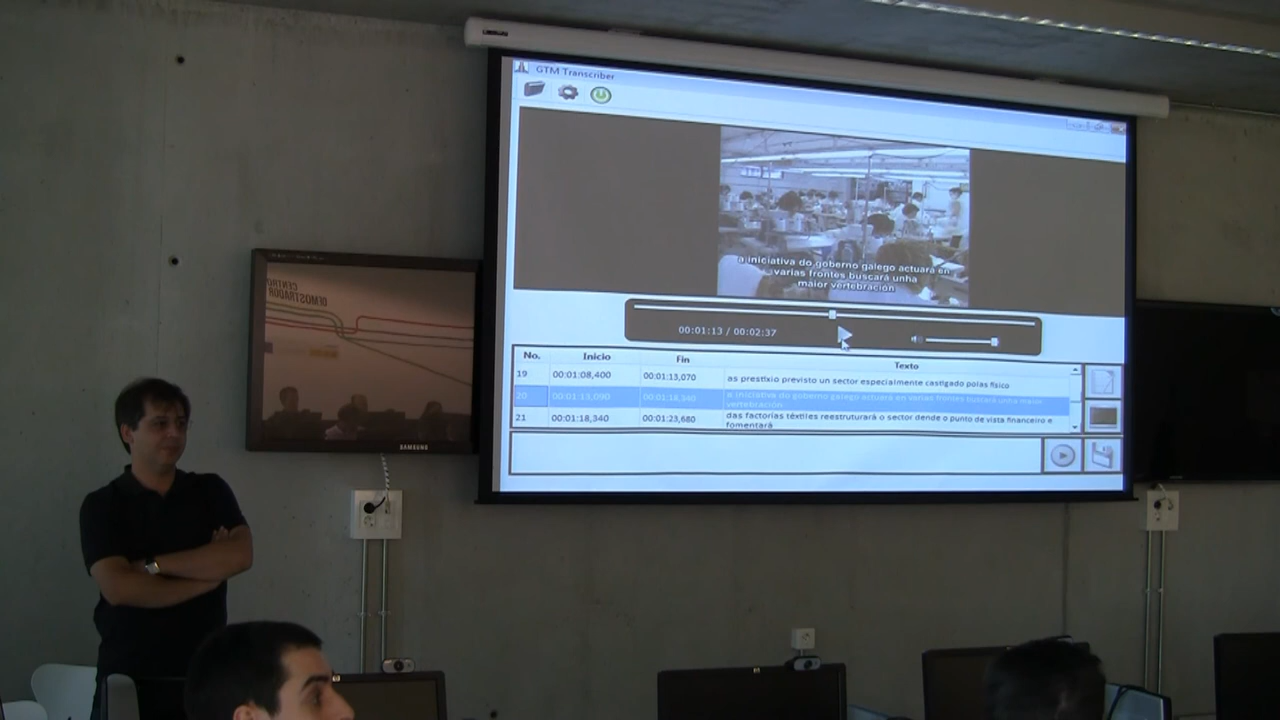 GTM Transcriber
a iniciativa do goberno galego actuará en
varias frontes buscará unha
maior vertebración
00:01:13 / 00:02:37
No. Inicio Fin Texto
19 00:01:08,400 00:01:13,070 as prestixio previsto un sector especialmente castigado polas físico
20 00:01:13,090 00:01:18,340 a iniciativa do goberno galego actuará en varias frontes buscará unha maior
vertebración
21 00:01:18,340 00:01:23,680 das factorías téxtiles reestruturará o sector dende o punto de vista financeiro e
fomentará
CENTRO
DEMOSTRADOR
SAMSUNG